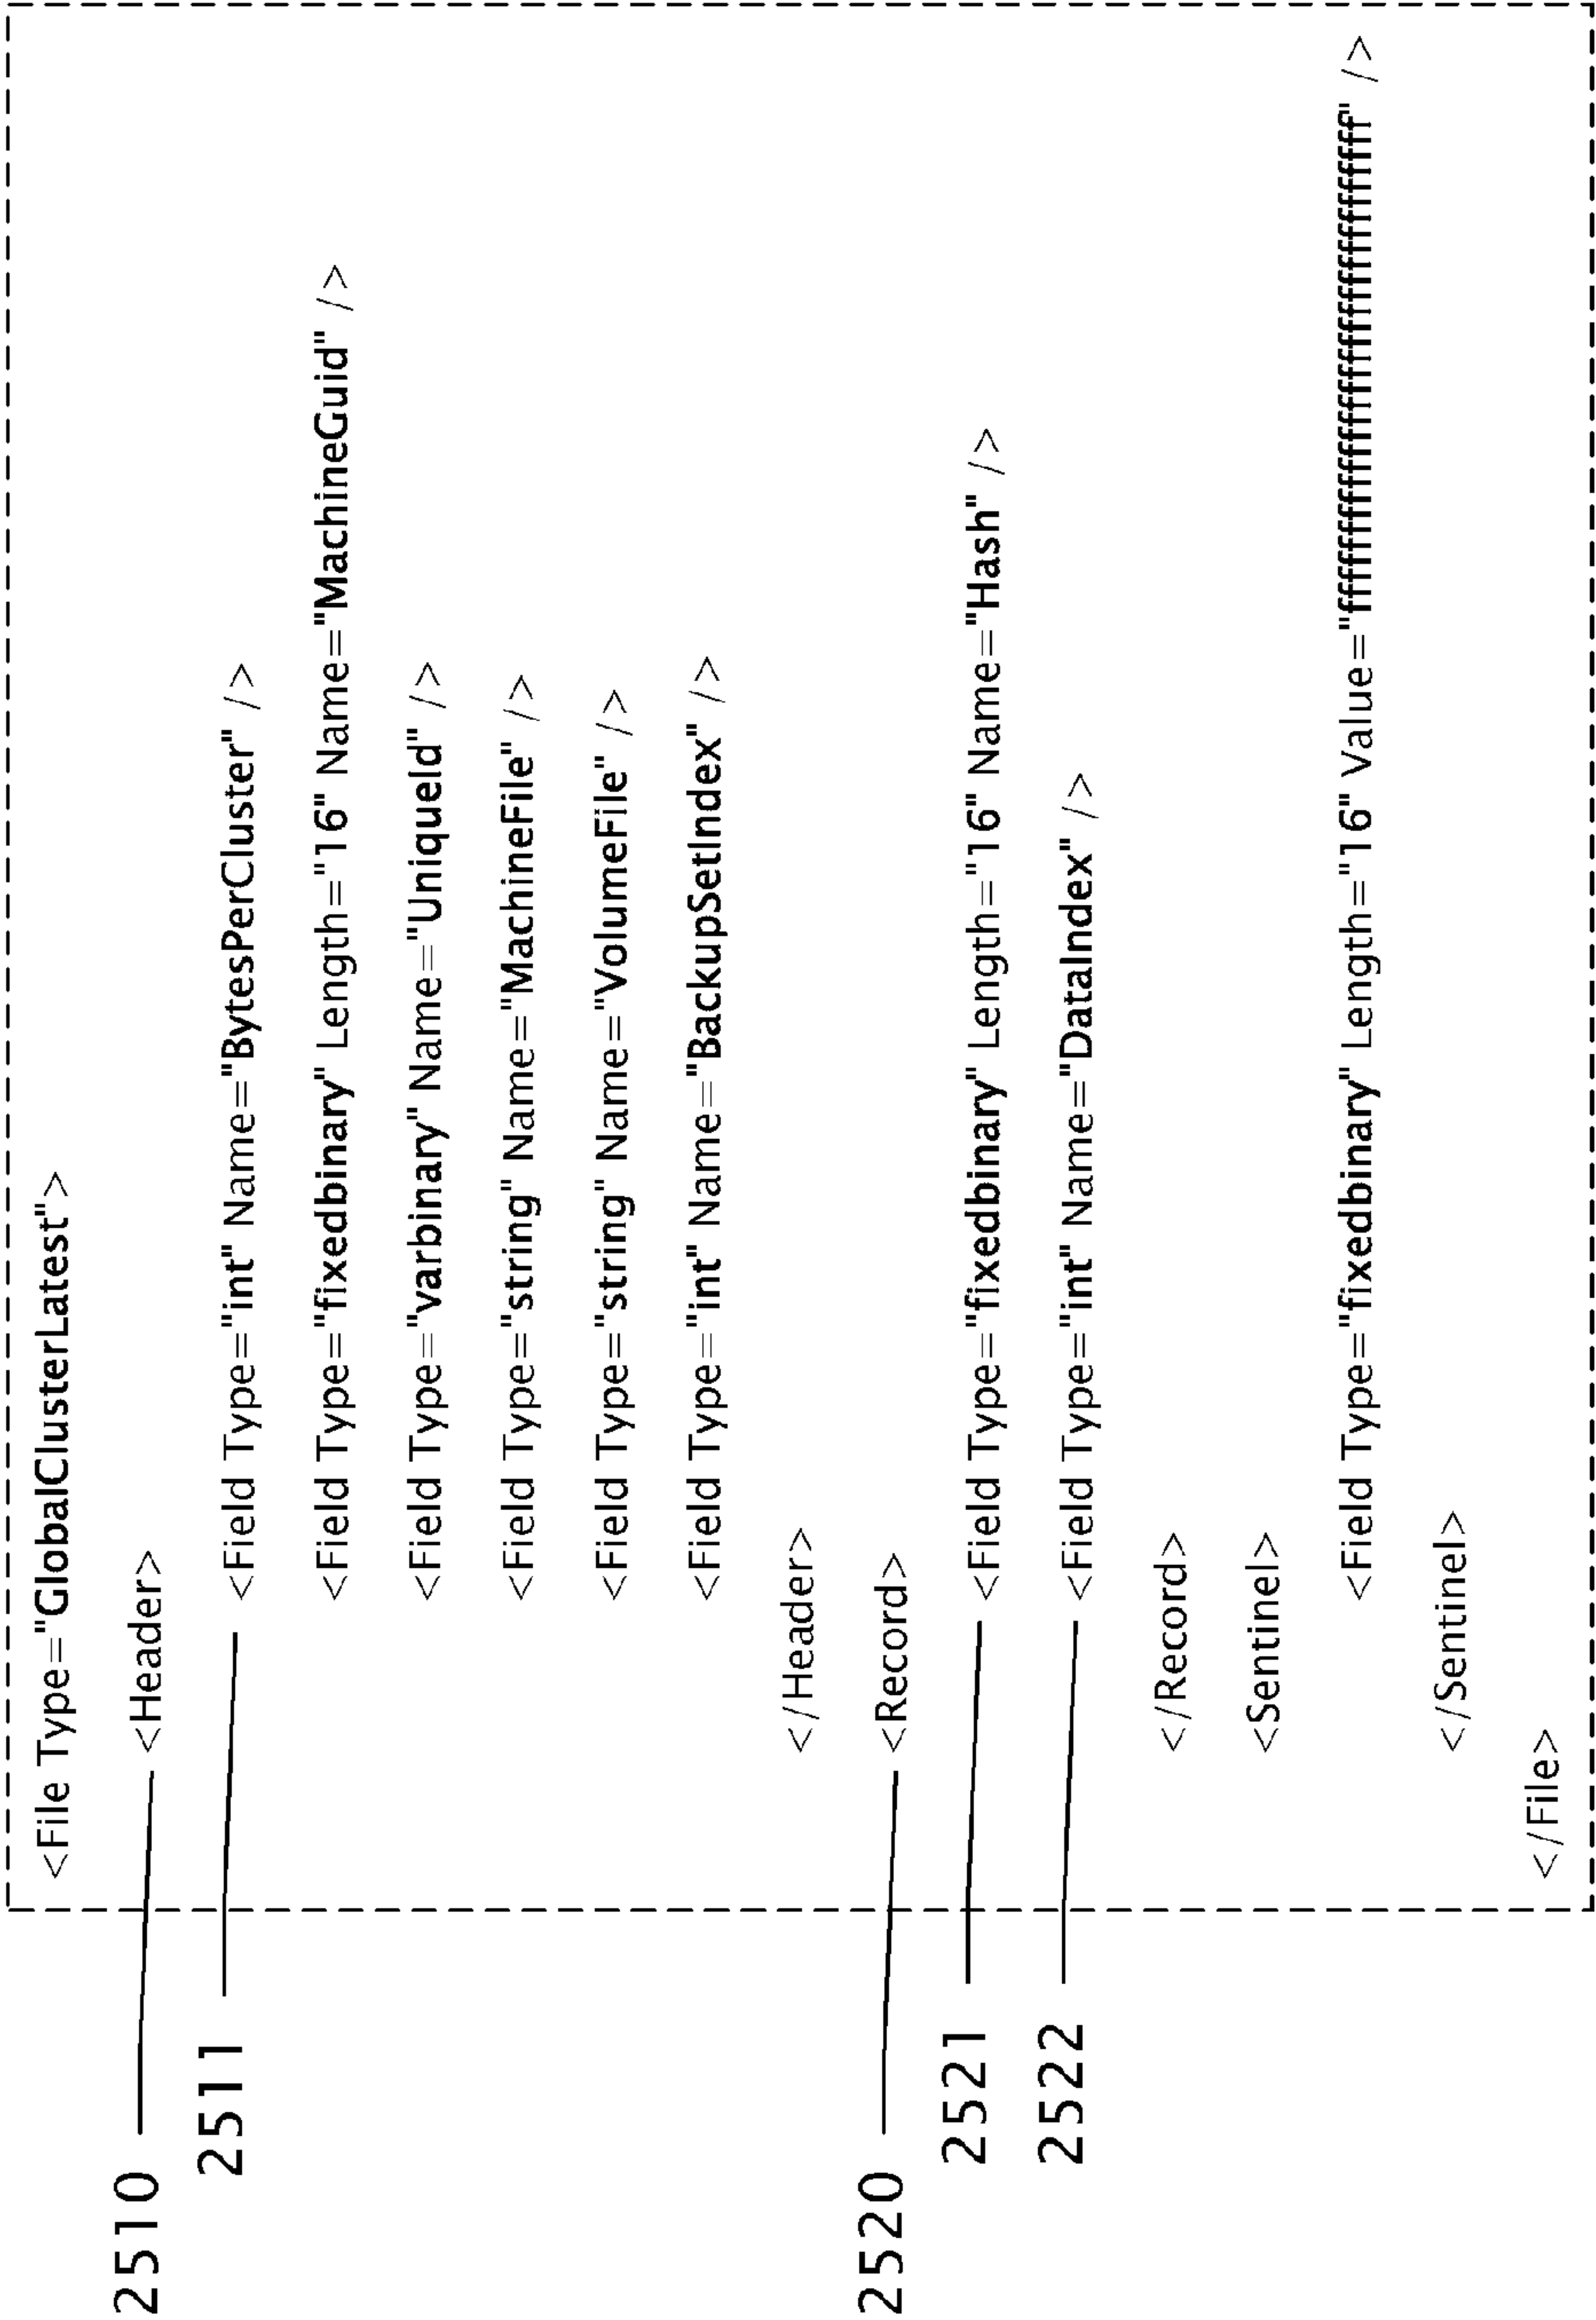 <File Type="GlobalClusterLatest">
2510 <Header>
2511 <Field Type="int" Name="BytesPerCluster" />
<Field Type="fixedbinary" Length="16" Name="MachineGuid" />
<Field Type="varbinary" Name="UniqueId" />
<Field Type="string" Name="MachineFile" />
<Field Type="string" Name="VolumeFile" />
<Field Type="int" Name="BackupSetIndex" />
</Header>
2520 <Record>
2521 <Field Type="fixedbinary" Length="16" Name="Hash" />
2522 <Field Type="int" Name="DataIndex" />
</Record>
<Sentinel>
<Field Type="fixedbinary" Length="16" Value="ffffffffffffffffffffffffffffffff" />
</Sentinel>
</File>